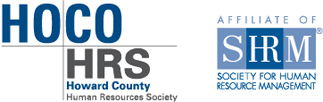 HOCO
HRS
Howard County
Human Resources Society
AFFILIATE OF
SHRM
SOCIETY FOR HUMAN
RESOURCE MANAGEMENT